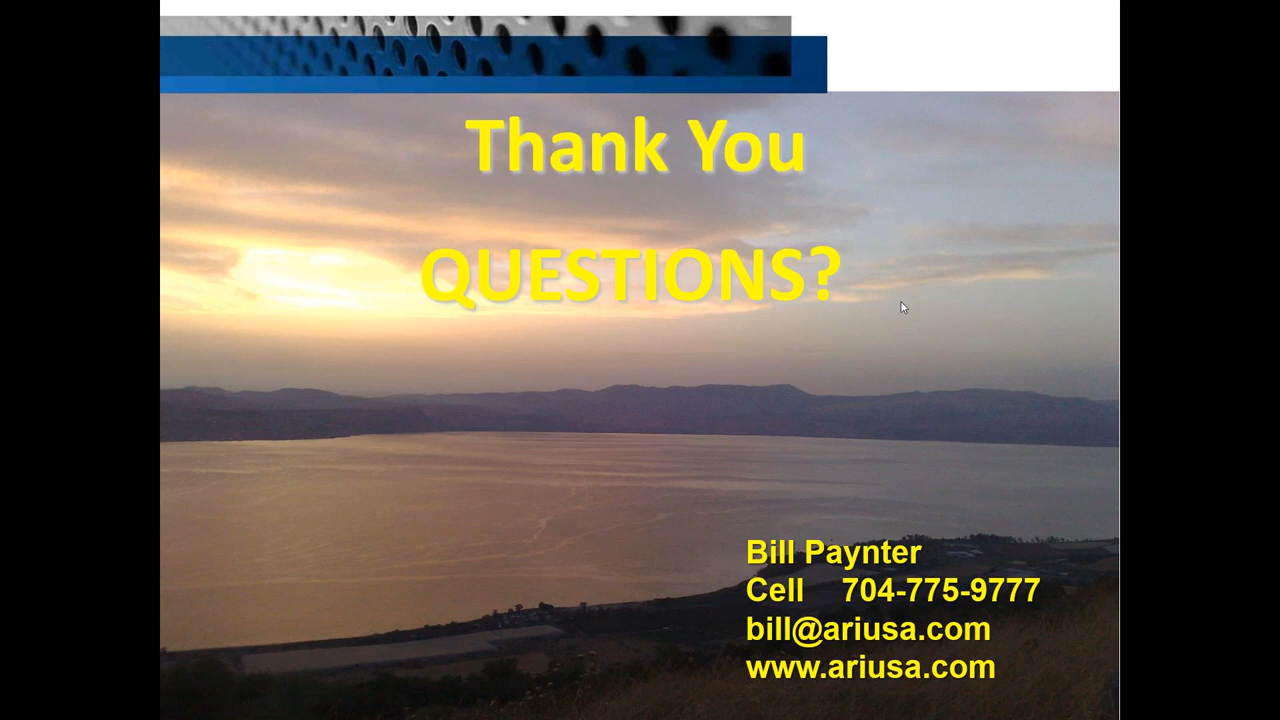 Thank You
QUESTIONS?
Bill Paynter
Cell 704-775-9777
bill@ariusa.com
www.ariusa.com